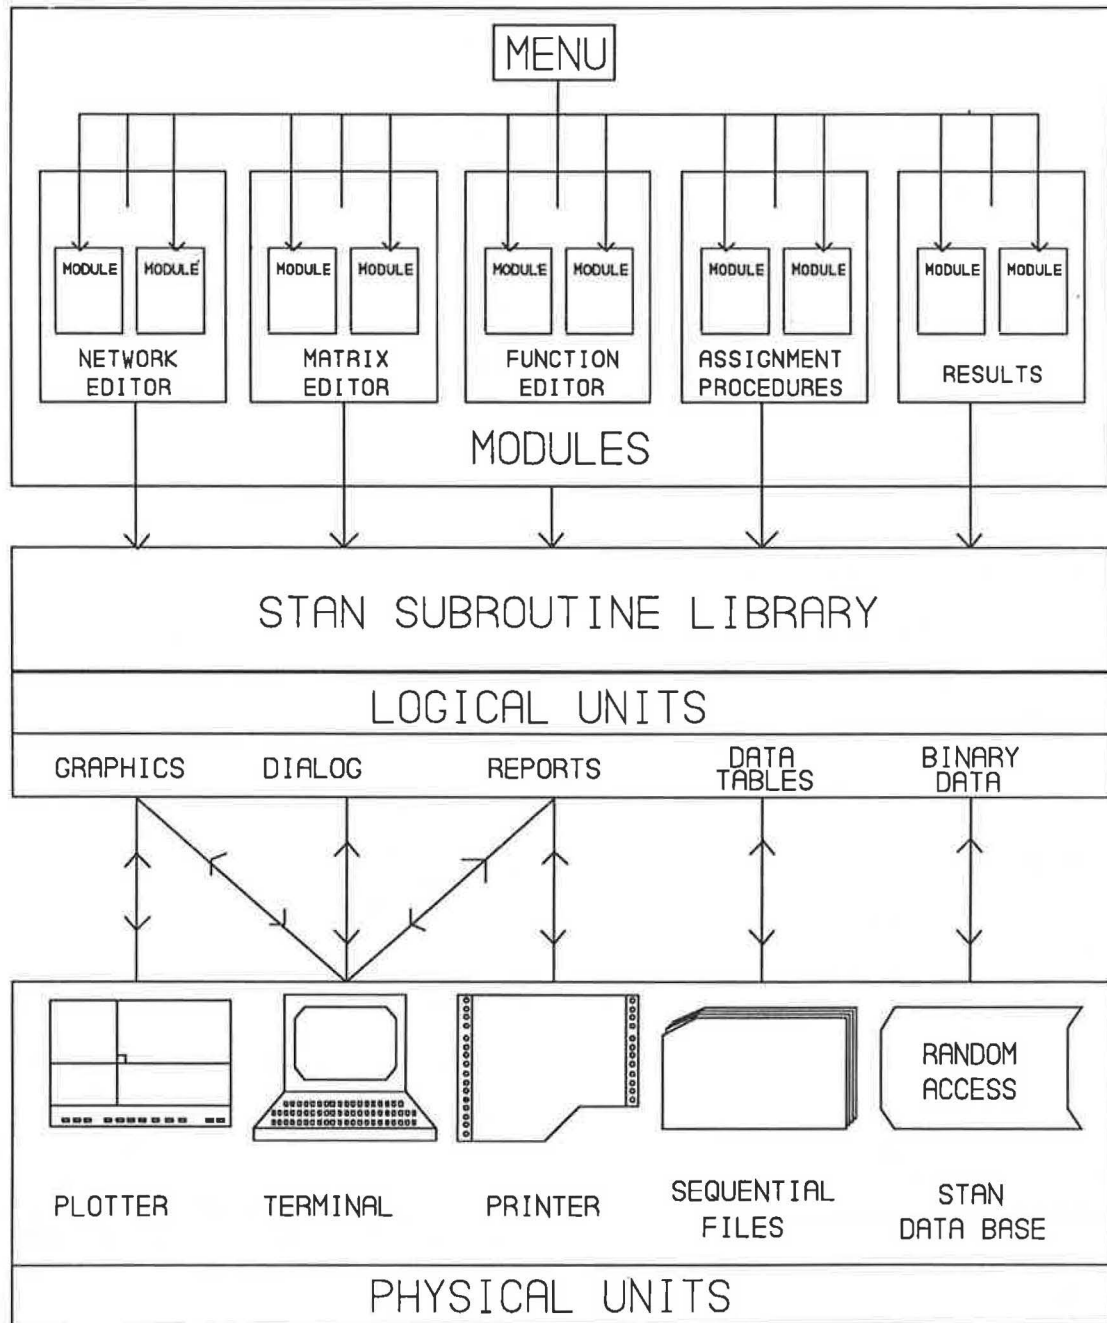 MENU
MODULE MODULE MODULE MODULE MODULE MODULE MODULE MODULE MODULE MODULE
NETWORK EDITOR
MATRIX EDITOR
FUNCTION EDITOR
ASSIGNMENT PROCEDURES
RESULTS
MODULES
STAN SUBROUTINE LIBRARY
LOGICAL UNITS
GRAPHICS
DIALOG
REPORTS
DATA TABLES
BINARY DATA
RANDOM ACCESS
PLOTTER
TERMINAL
PRINTER
SEQUENTIAL FILES
STAN DATA BASE
PHYSICAL UNITS